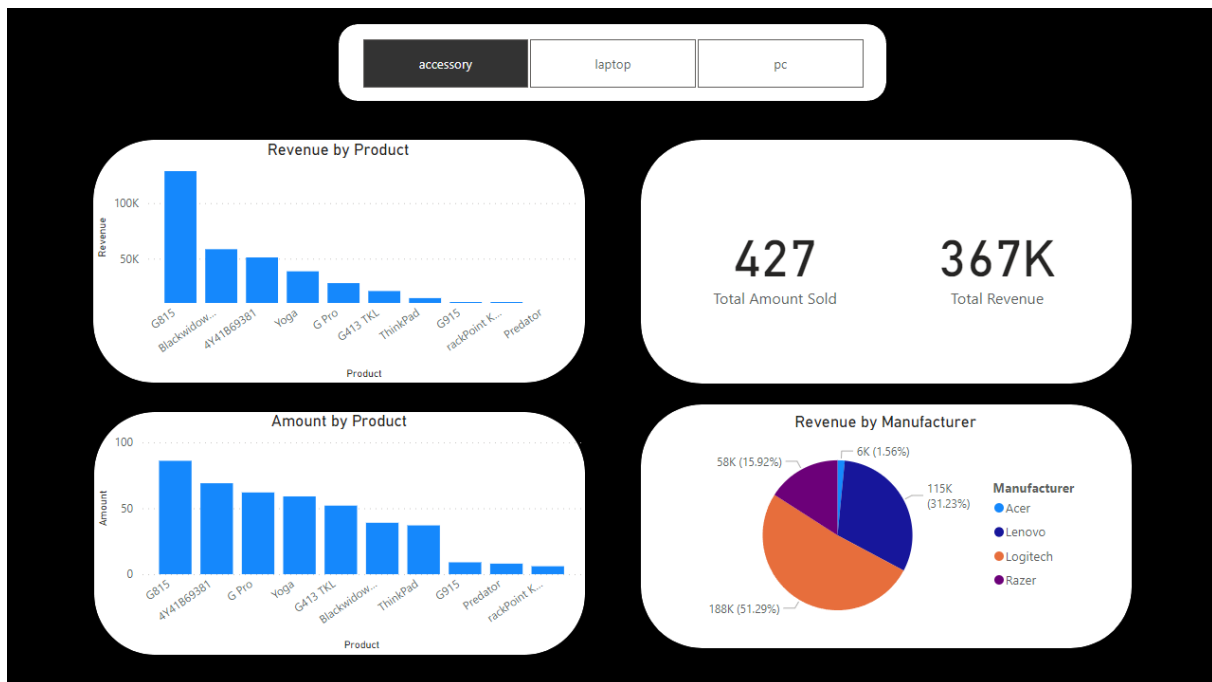 accessory
laptop
pc
Revenue by Product
Revenue
100K
50K
G815
Blackwidow...
4Y41B69381
Yoga
G Pro
G413 TKL
ThinkPad
G915
rackPoint K...
Predator
Product
427
Total Amount Sold
367K
Total Revenue
Amount by Product
Amount
100
50
0
G815
4Y41B69381
G Pro
Yoga
G413 TKL
Blackwidow...
ThinkPad
G915
Predator
rackPoint K...
Product
Revenue by Manufacturer
6K (1.56%)
115K
(31.23%)
188K (51.29%)
58K (15.92%)
Manufacturer
Acer
Lenovo
Logitech
Razer